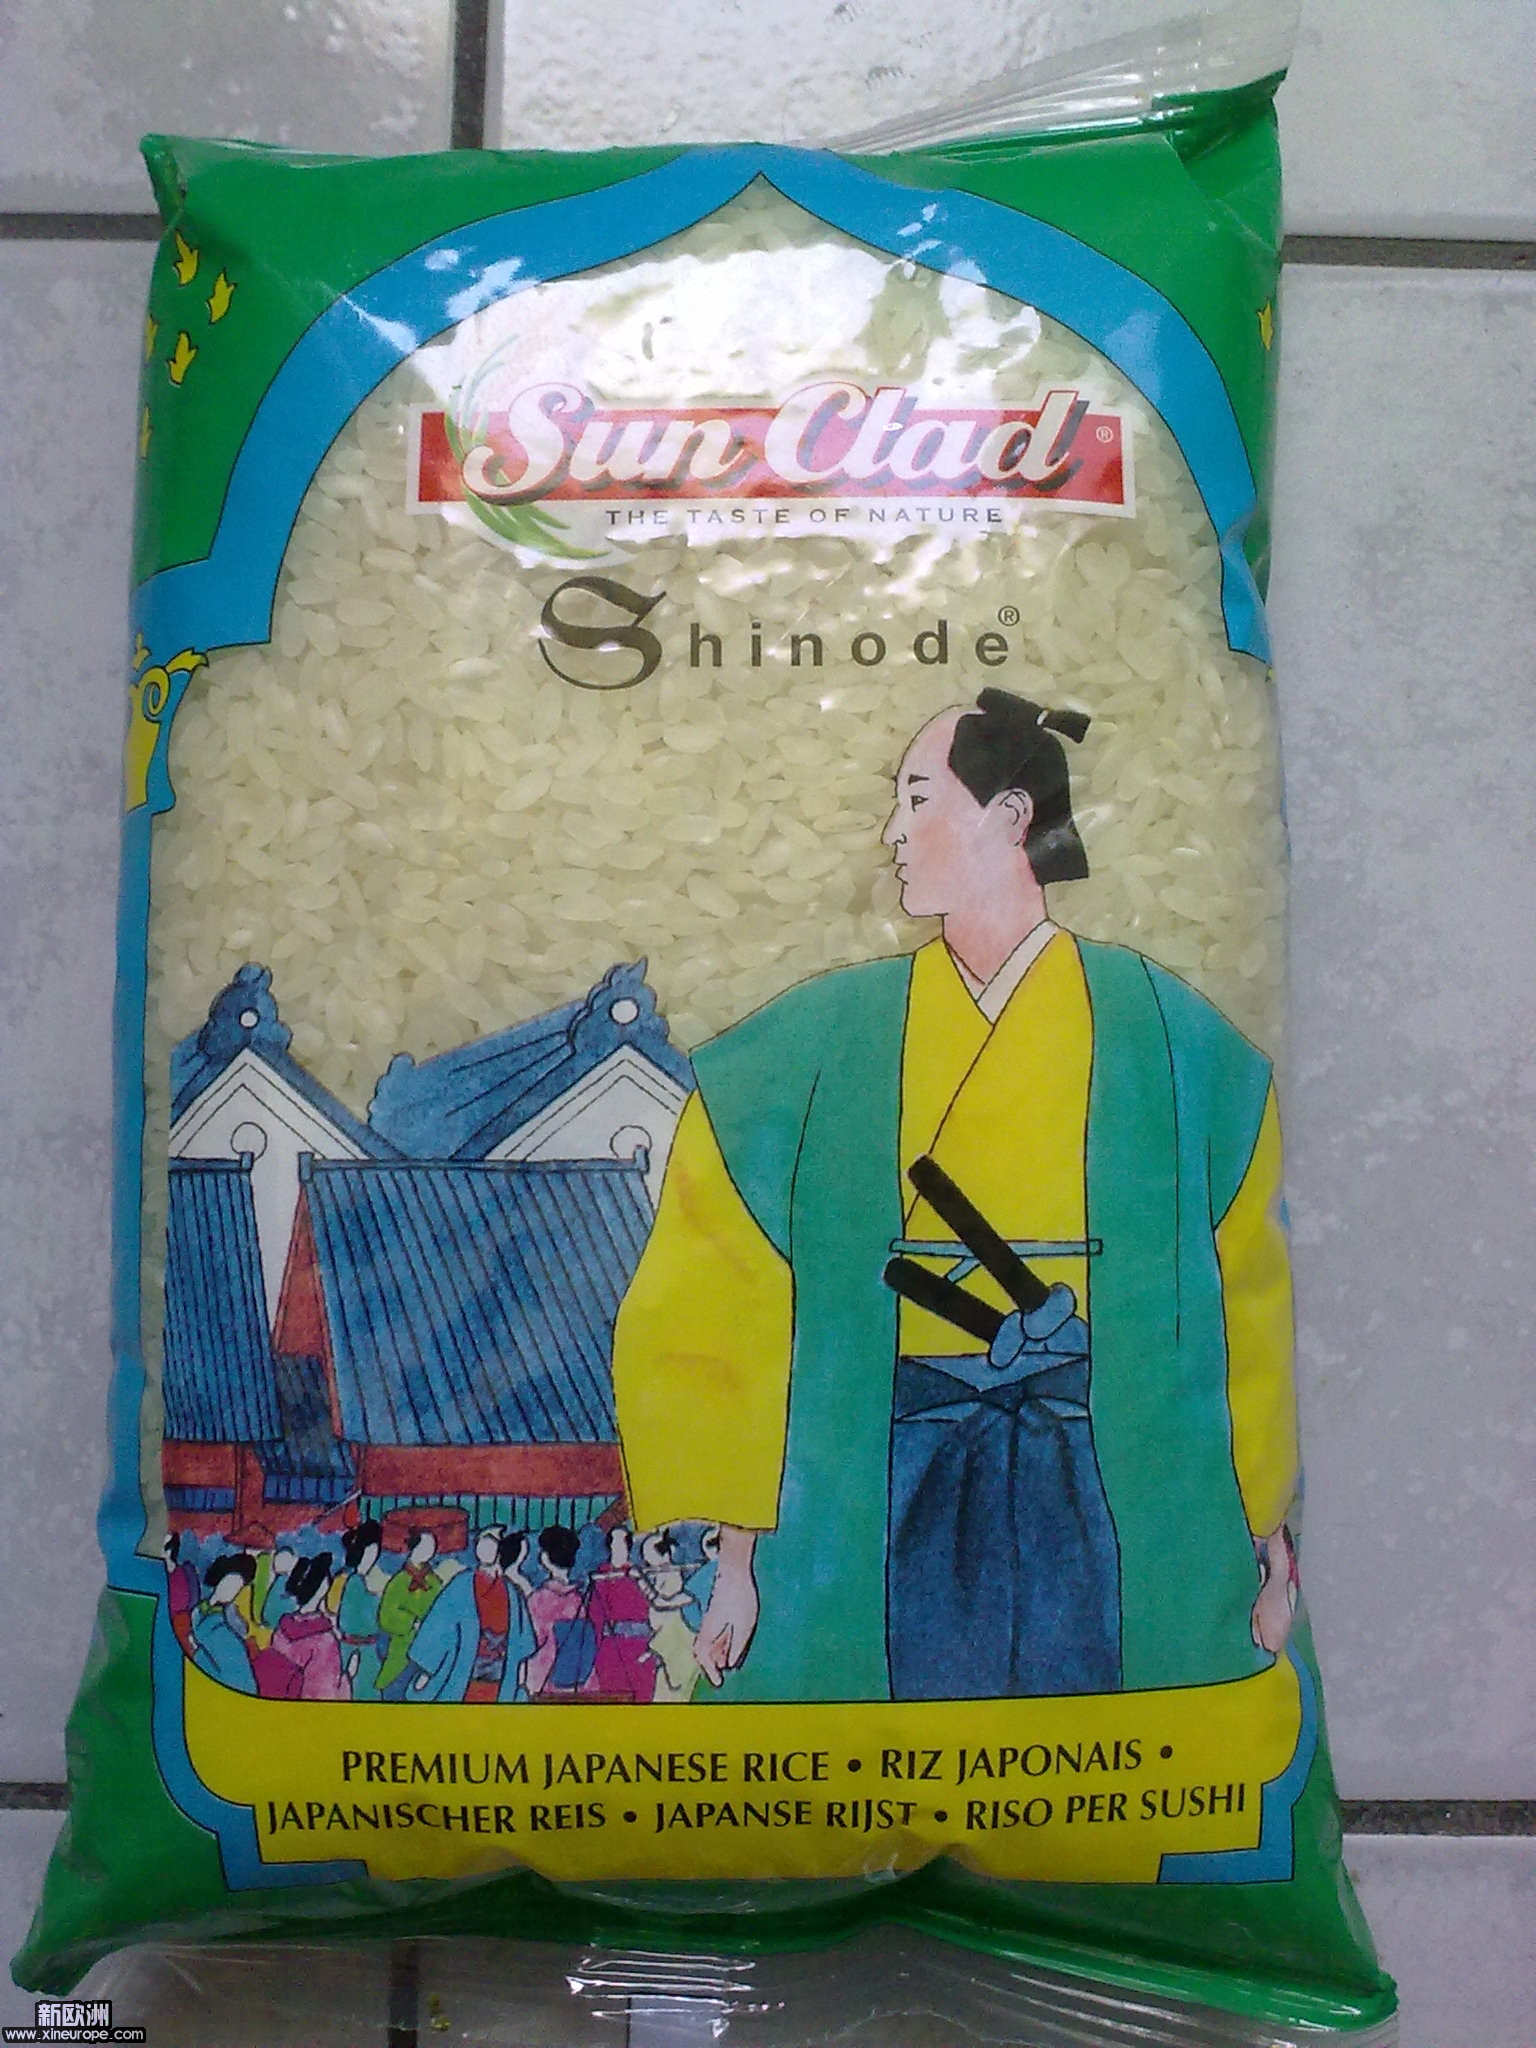 Sun Clad ®
THE TASTE OF NATURE
Shinode®
PREMIUM JAPANESE RICE • RIZ JAPONAIS •
JAPANISCHER REIS • JAPANSE RIJST • RISO PER SUSHI
新欧洲
www.xineurope.com